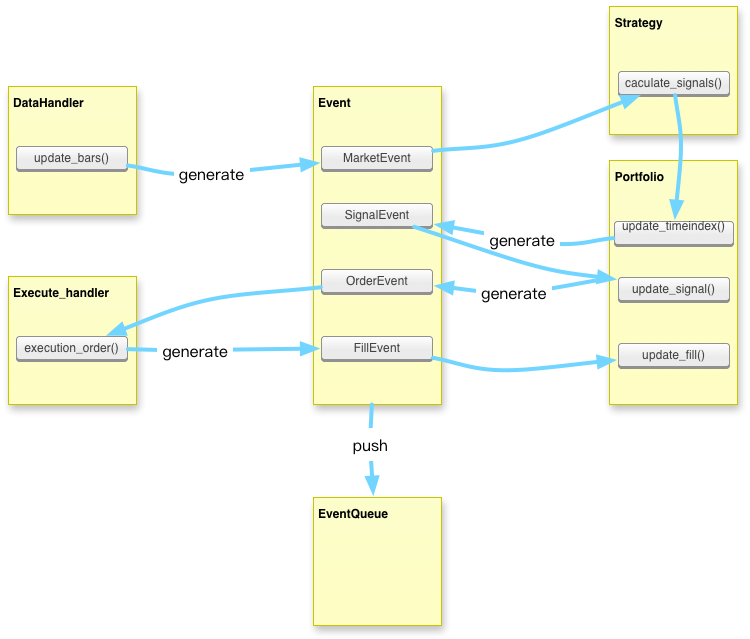 Strategy
caculate_signals()
DataHandler
update_bars()
generate
Event
MarketEvent
SignalEvent
OrderEvent
FillEvent
Portfolio
update_timeindex()
generate
update_signal()
generate
update_fill()
Execute_handler
execution_order()
generate
push
EventQueue